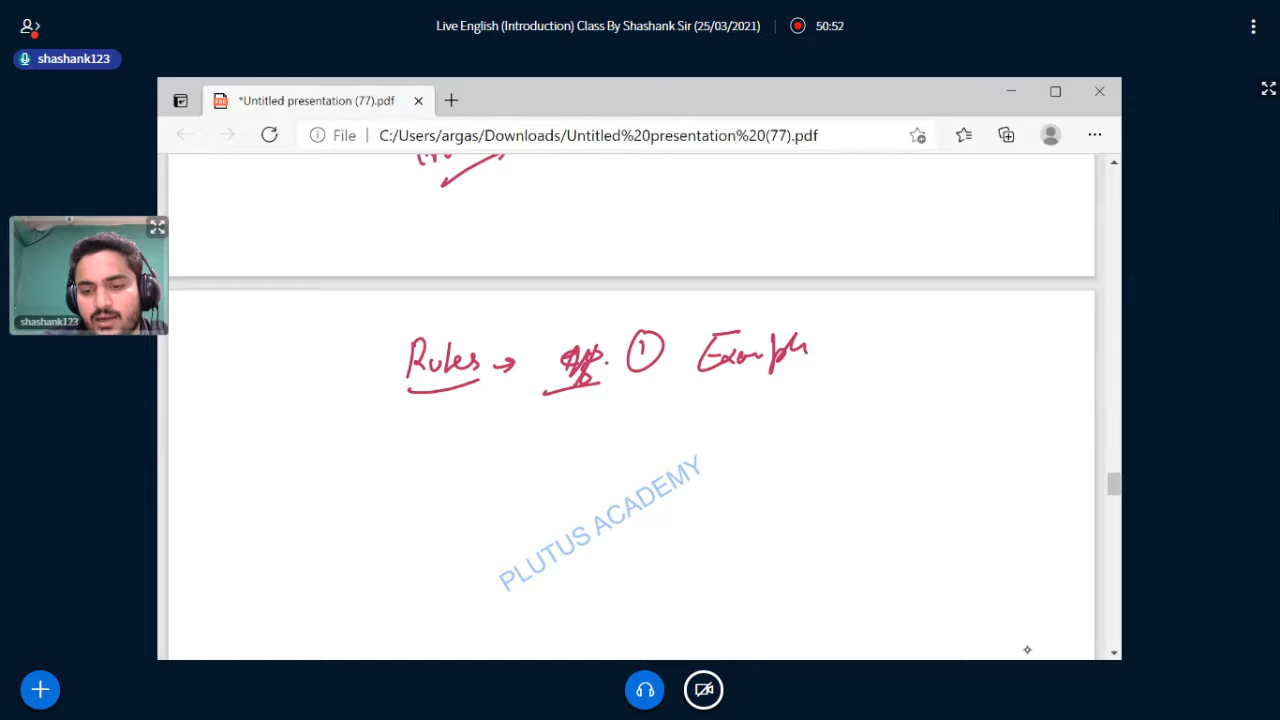 Live English (Introduction) Class By Shashank Sir (25/03/2021) 50:52
shashank123
*Untitled presentation (77).pdf
File C:/Users/argas/Downloads/Untitled%20presentation%20(77).pdf
shashank123
Rules → 1 Example
PLUTUS ACADEMY